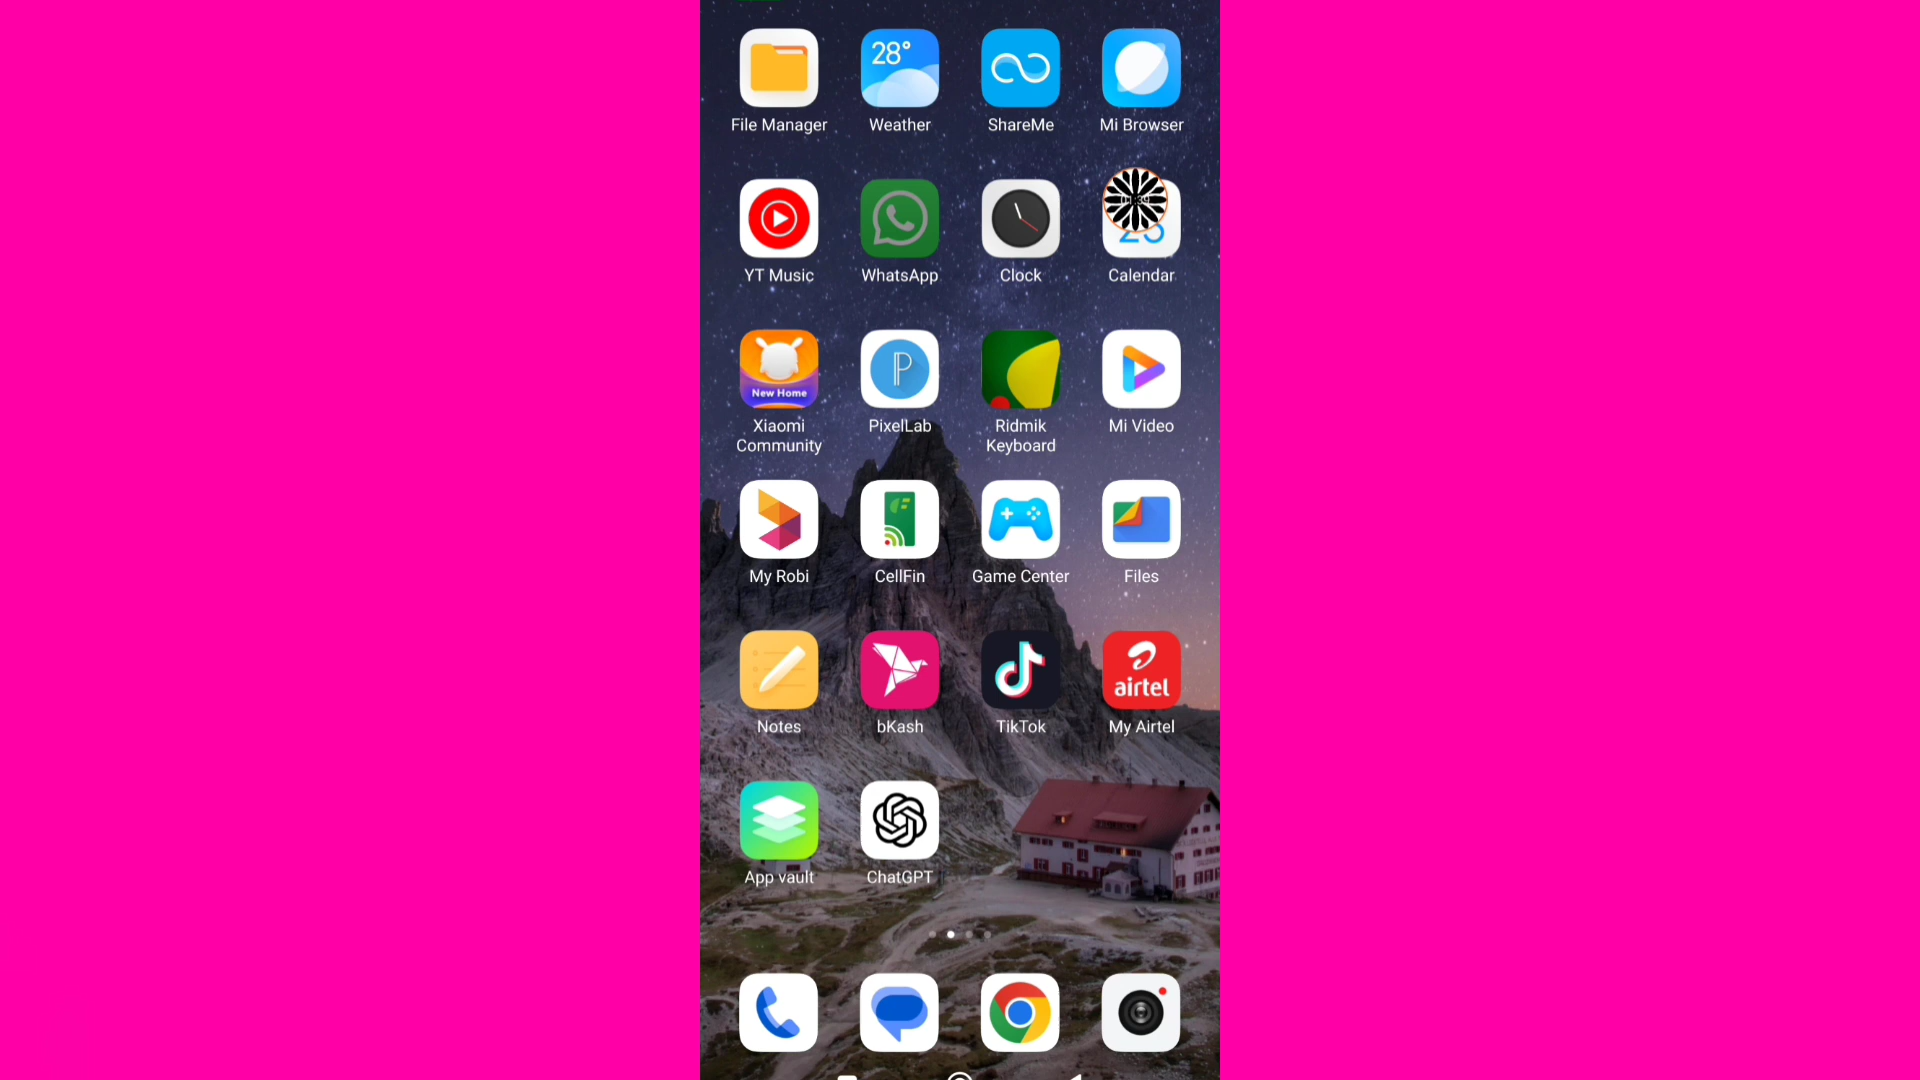 28°
File Manager
Weather
ShareMe
Mi Browser
YT Music
WhatsApp
Clock
Calendar
New Home
Xiaomi
Community
PixelLab
Ridmik
Keyboard
Mi Video
My Robi
CellFin
Game Center
Files
airtel
Notes
bKash
TikTok
My Airtel
App vault
ChatGPT